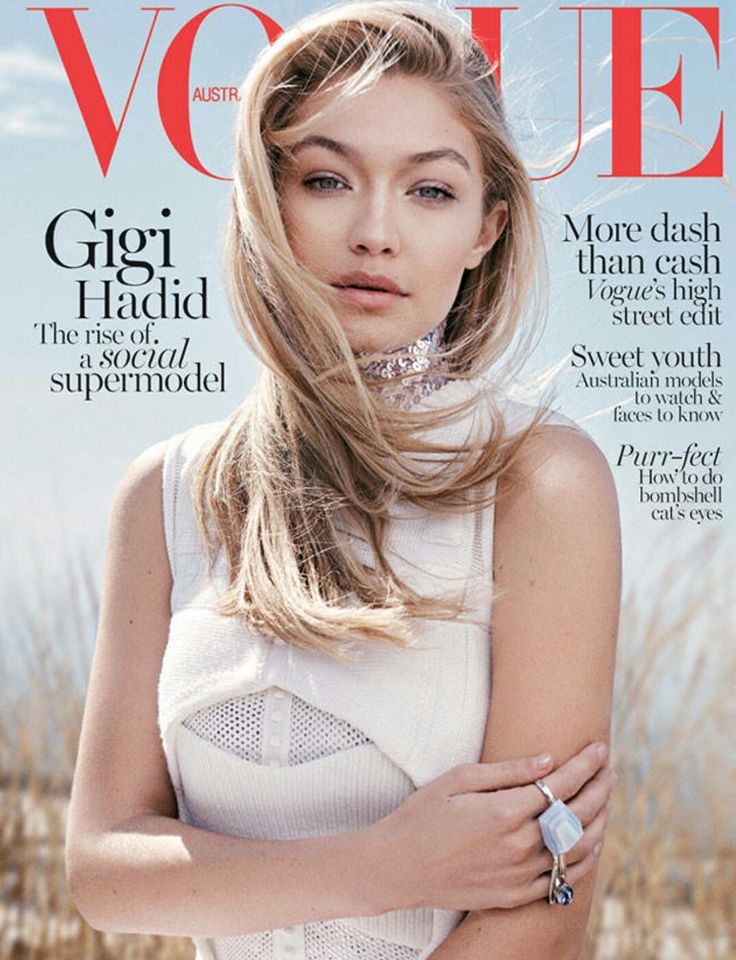 VOGUE
AUSTRA
Gigi
Hadid
The rise of
a social
supermodel
More dash
than cash
Vogue's high
street edit
Sweet youth
Australian models
to watch &
faces to know
Purr-fect
How to do
bombshell
cat's eyes